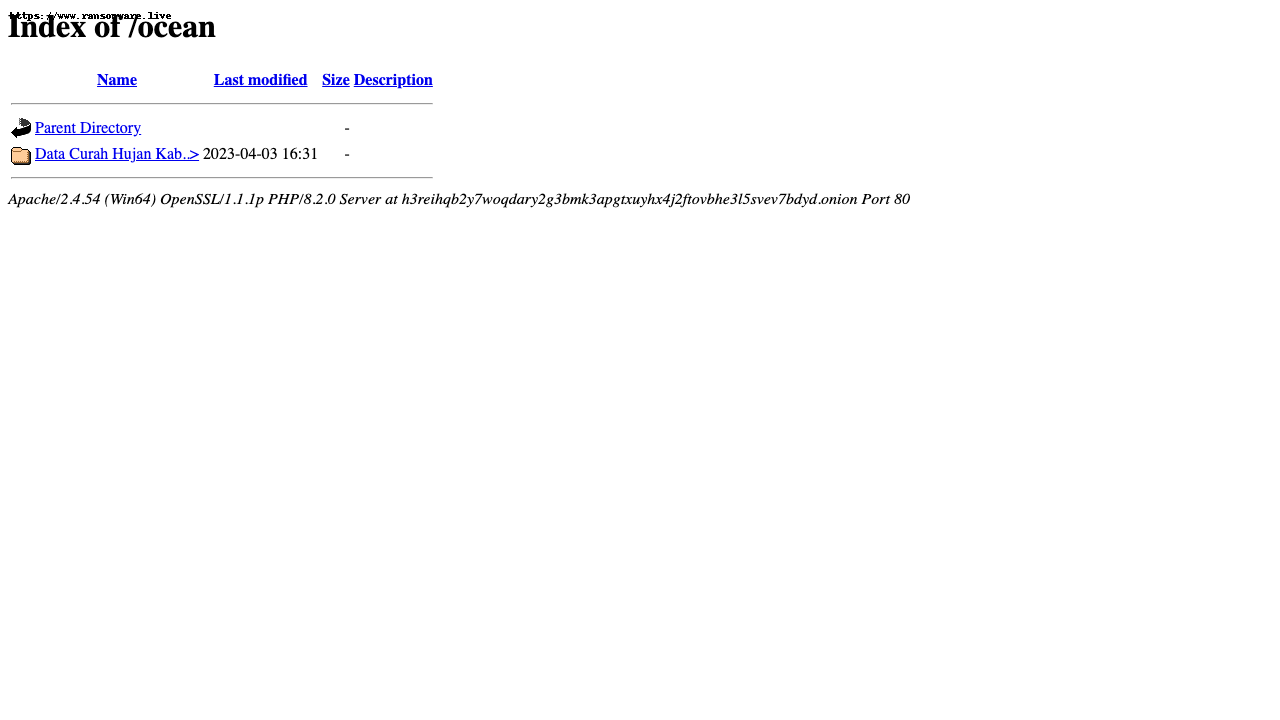 https://www.ransomware.live
Index of /ocean
Name Last modified Size Description
Parent Directory -
Data Curah Hujan Kab..> 2023-04-03 16:31 -
Apache/2.4.54 (Win64) OpenSSL/1.1.1p PHP/8.2.0 Server at h3reihqb2y7woqdary2g3bmk3apgtxuyhx4j2ftovbhe3l5svev7bdyd.onion Port 80